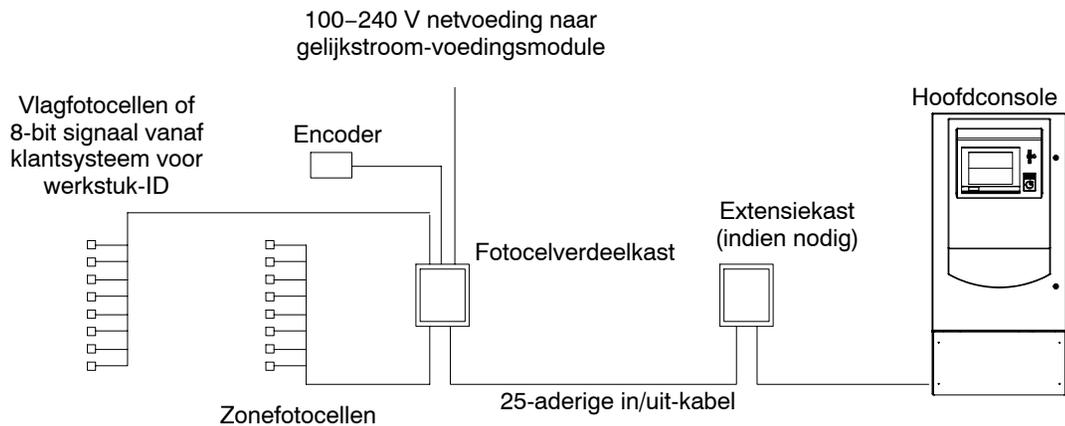 100–240 V netvoeding naar
gelijkstroom-voedingsmodule
Vlagfotocellen of
8-bit signaal vanaf
klantsysteem voor
werkstuk-ID
Encoder
Hoofdconsole
Extensiekast
(indien nodig)
Fotocelverdeelkast
25-aderige in/uit-kabel
Zonefotocellen